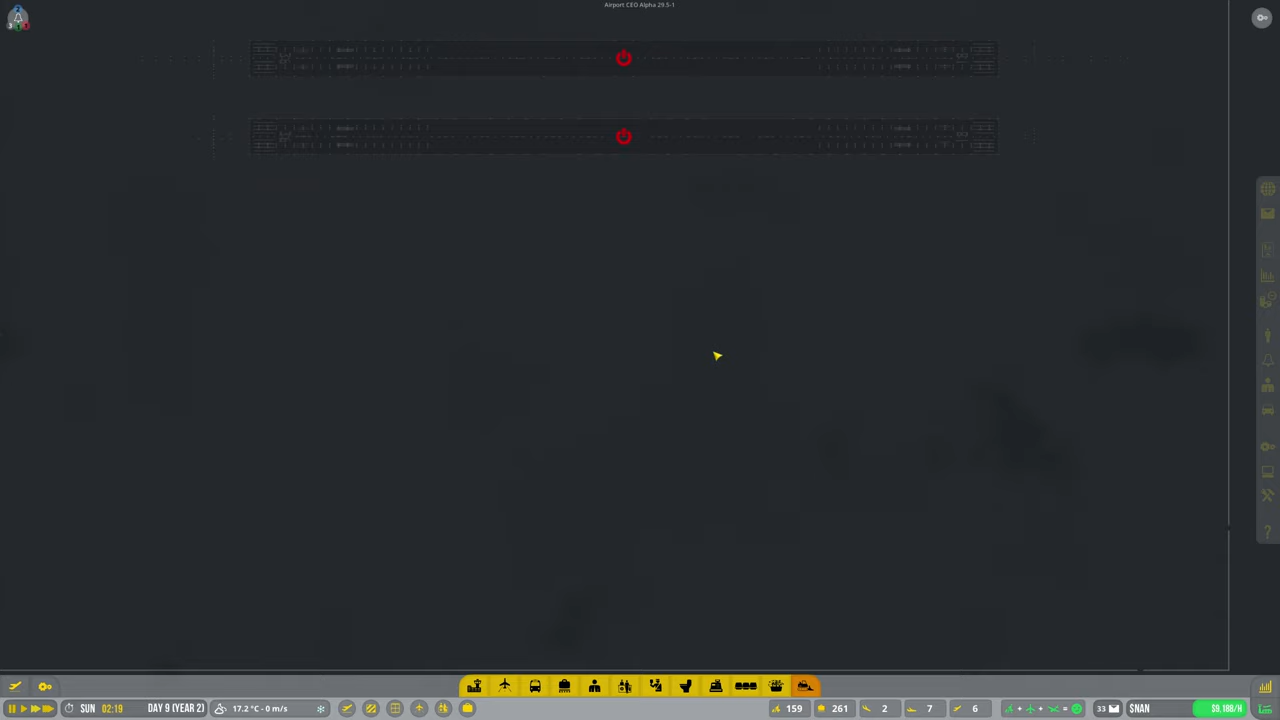 Airport CEO Alpha 29.5-1
SUN 02:19 DAY 9 (YEAR 2) 17.2 °C - 0 m/s 159 261 2 7 6 33 SNAN $9,188/H